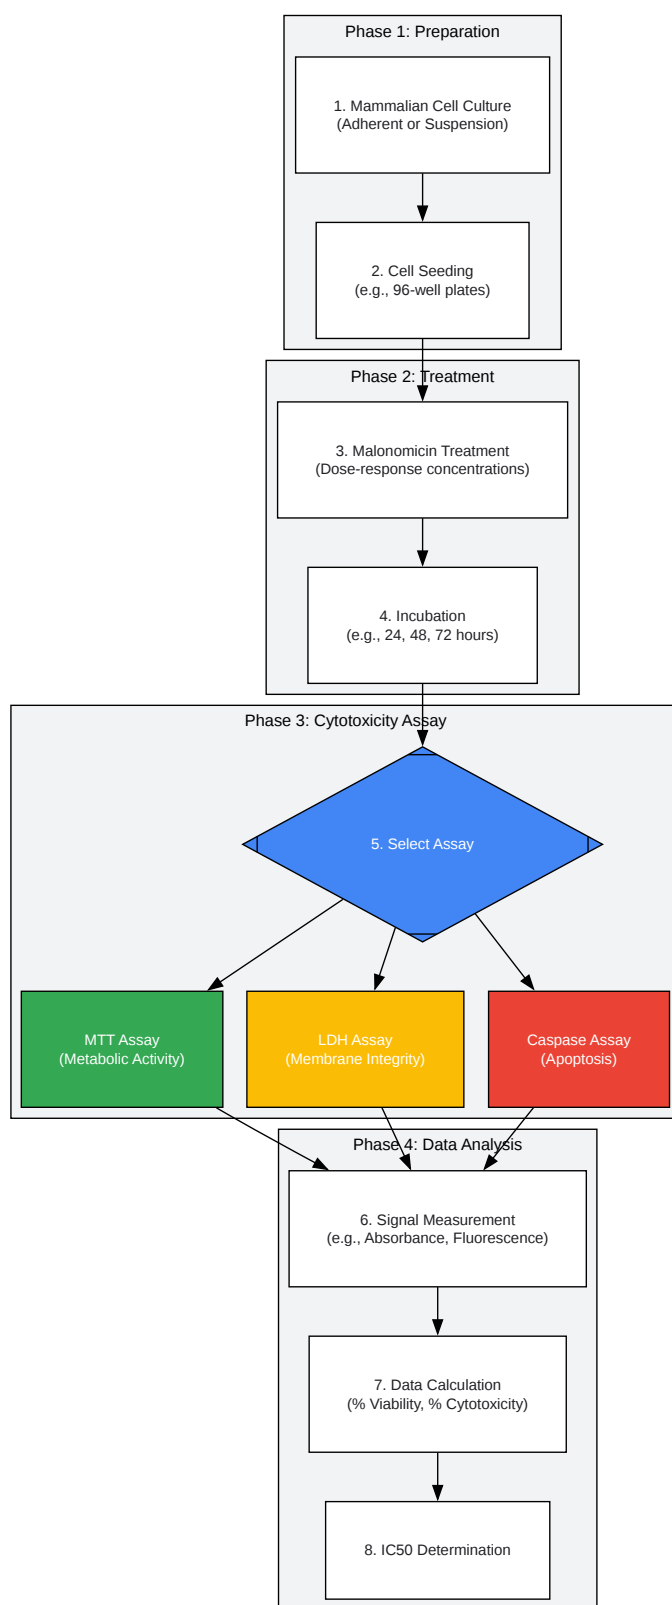 Phase 1: Preparation
1. Mammalian Cell Culture
(Adherent or Suspension)
2. Cell Seeding
(e.g., 96-well plates)
Phase 2: Treatment
3. Malonomicin Treatment
(Dose-response concentrations)
4. Incubation
(e.g., 24, 48, 72 hours)
Phase 3: Cytotoxicity Assay
5. Select Assay
MTT Assay
(Metabolic Activity)
LDH Assay
(Membrane Integrity)
Caspase Assay
(Apoptosis)
Phase 4: Data Analysis
6. Signal Measurement
(e.g., Absorbance, Fluorescence)
7. Data Calculation
(% Viability, % Cytotoxicity)
8. IC50 Determination